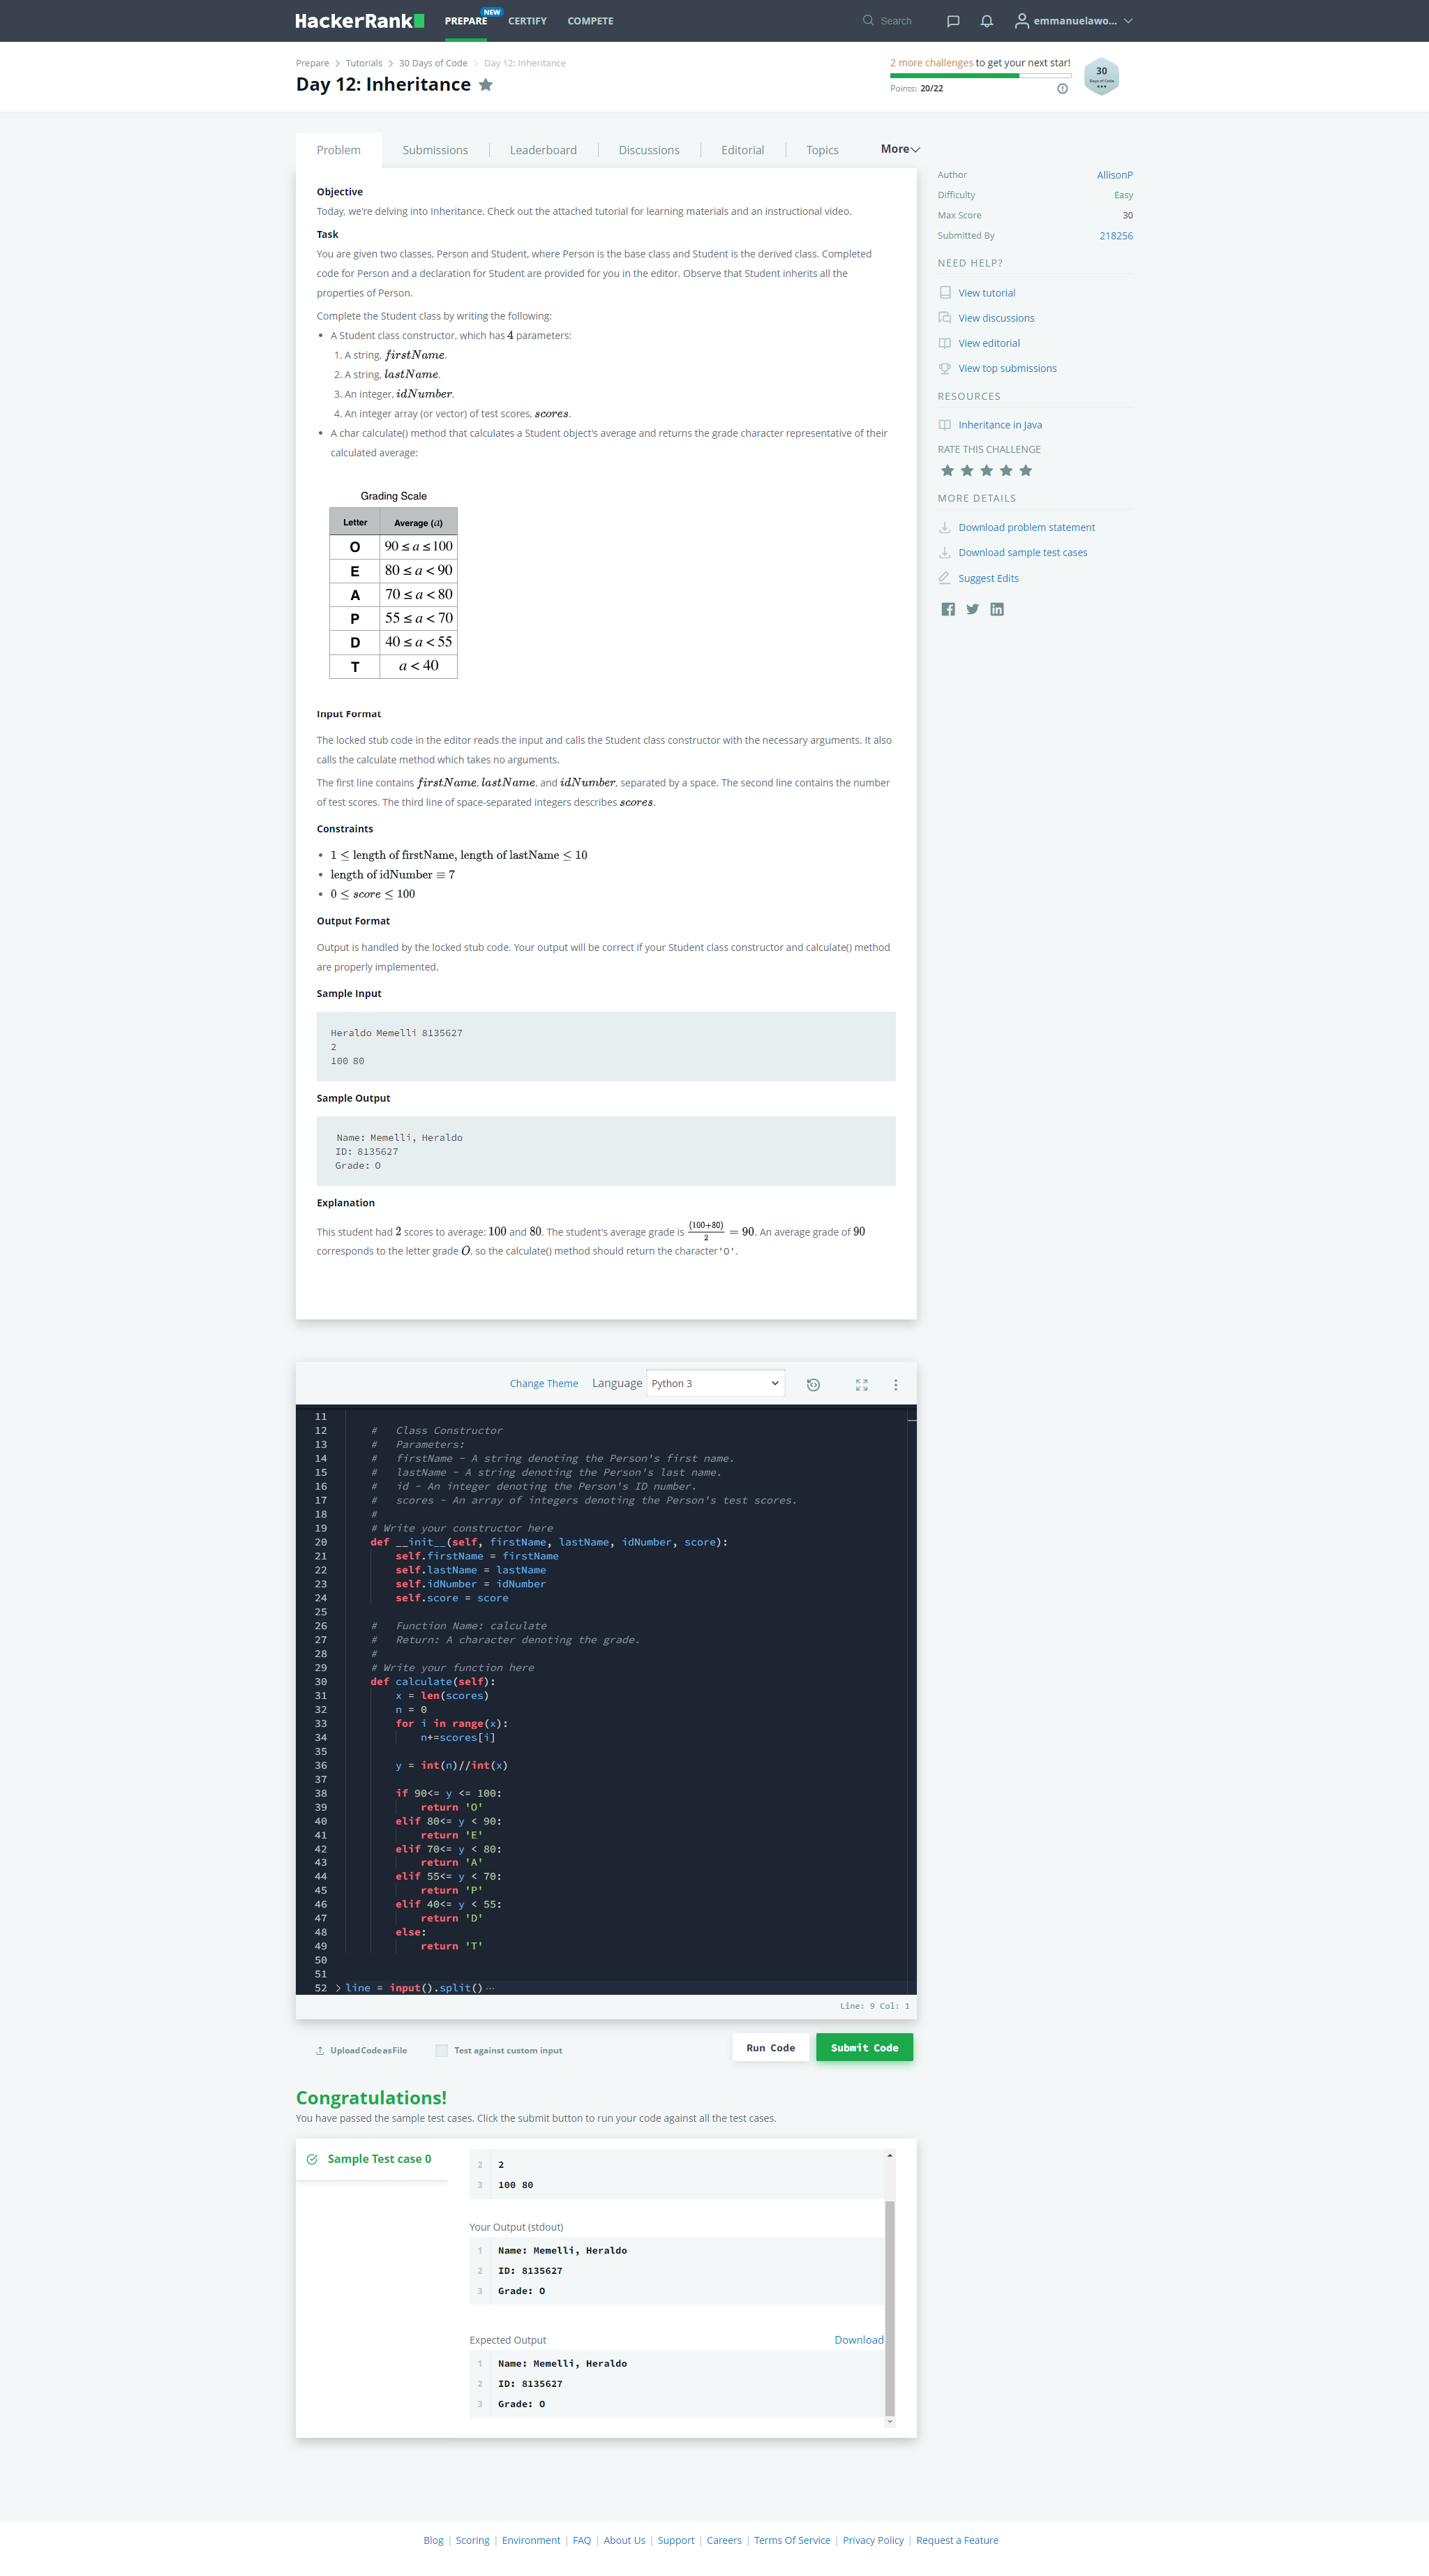 HackerRank
PREPARE NEW CERTIFY COMPETE
Search
emmanuelawo...
Prepare > Tutorials > 30 Days of Code > Day 12: Inheritance
Day 12: Inheritance
2 more challenges to get your next star!
Points: 20/22
30
Days of Code
Problem Submissions Leaderboard Discussions Editorial Topics More
Objective
Today, we're delving into Inheritance. Check out the attached tutorial for learning materials and an instructional video.
Task
You are given two classes, Person and Student, where Person is the base class and Student is the derived class. Completed
code for Person and a declaration for Student are provided for you in the editor. Observe that Student inherits all the
properties of Person.
Complete the Student class by writing the following:
• A Student class constructor, which has 4 parameters:
1. A string, firstName.
2. A string, lastName.
3. An integer, idNumber.
4. An integer array (or vector) of test scores, scores.
• A char calculate() method that calculates a Student object's average and returns the grade character representative of their
calculated average:
Grading Scale
Letter Average (a)
O 90 ≤ a ≤ 100
E 80 ≤ a < 90
A 70 ≤ a < 80
P 55 ≤ a < 70
D 40 ≤ a < 55
T a < 40
Input Format
The locked stub code in the editor reads the input and calls the Student class constructor with the necessary arguments. It also
calls the calculate method which takes no arguments.
The first line contains firstName, lastName, and idNumber, separated by a space. The second line contains the number
of test scores. The third line of space-separated integers describes scores.
Constraints
• 1 ≤ length of firstName, length of lastName ≤ 10
• length of idNumber ≡ 7
• 0 ≤ score ≤ 100
Output Format
Output is handled by the locked stub code. Your output will be correct if your Student class constructor and calculate() method
are properly implemented.
Sample Input
Heraldo Memelli 8135627
2
100 80
Sample Output
Name: Memelli, Heraldo
ID: 8135627
Grade: O
Explanation
This student had 2 scores to average: 100 and 80. The student's average grade is (100+80)/2 = 90. An average grade of 90
corresponds to the letter grade O, so the calculate() method should return the character'O'.
Author AllisonP
Difficulty Easy
Max Score 30
Submitted By 218256
NEED HELP?
View tutorial
View discussions
View editorial
View top submissions
RESOURCES
Inheritance in Java
RATE THIS CHALLENGE
MORE DETAILS
Download problem statement
Download sample test cases
Suggest Edits
Change Theme Language Python 3
11
12 # Class Constructor
13 # Parameters:
14 # firstName - A string denoting the Person's first name.
15 # lastName - A string denoting the Person's last name.
16 # id - An integer denoting the Person's ID number.
17 # scores - An array of integers denoting the Person's test scores.
18 #
19 # Write your constructor here
20 def __init__(self, firstName, lastName, idNumber, score):
21 self.firstName = firstName
22 self.lastName = lastName
23 self.idNumber = idNumber
24 self.score = score
25
26 # Function Name: calculate
27 # Return: A character denoting the grade.
28 #
29 # Write your function here
30 def calculate(self):
31 x = len(scores)
32 n = 0
33 for i in range(x):
34 n+=scores[i]
35
36 y = int(n)//int(x)
37
38 if 90<= y <= 100:
39 return 'O'
40 elif 80<= y < 90:
41 return 'E'
42 elif 70<= y < 80:
43 return 'A'
44 elif 55<= y < 70:
45 return 'P'
46 elif 40<= y < 55:
47 return 'D'
48 else:
49 return 'T'
50
51
52 > line = input().split()···
Line: 9 Col: 1
Upload Code as File Test against custom input Run Code Submit Code
Congratulations!
You have passed the sample test cases. Click the submit button to run your code against all the test cases.
Sample Test case 0
2 2
3 100 80
Your Output (stdout)
1 Name: Memelli, Heraldo
2 ID: 8135627
3 Grade: O
Expected Output Download
1 Name: Memelli, Heraldo
2 ID: 8135627
3 Grade: O
Blog | Scoring | Environment | FAQ | About Us | Support | Careers | Terms Of Service | Privacy Policy | Request a Feature